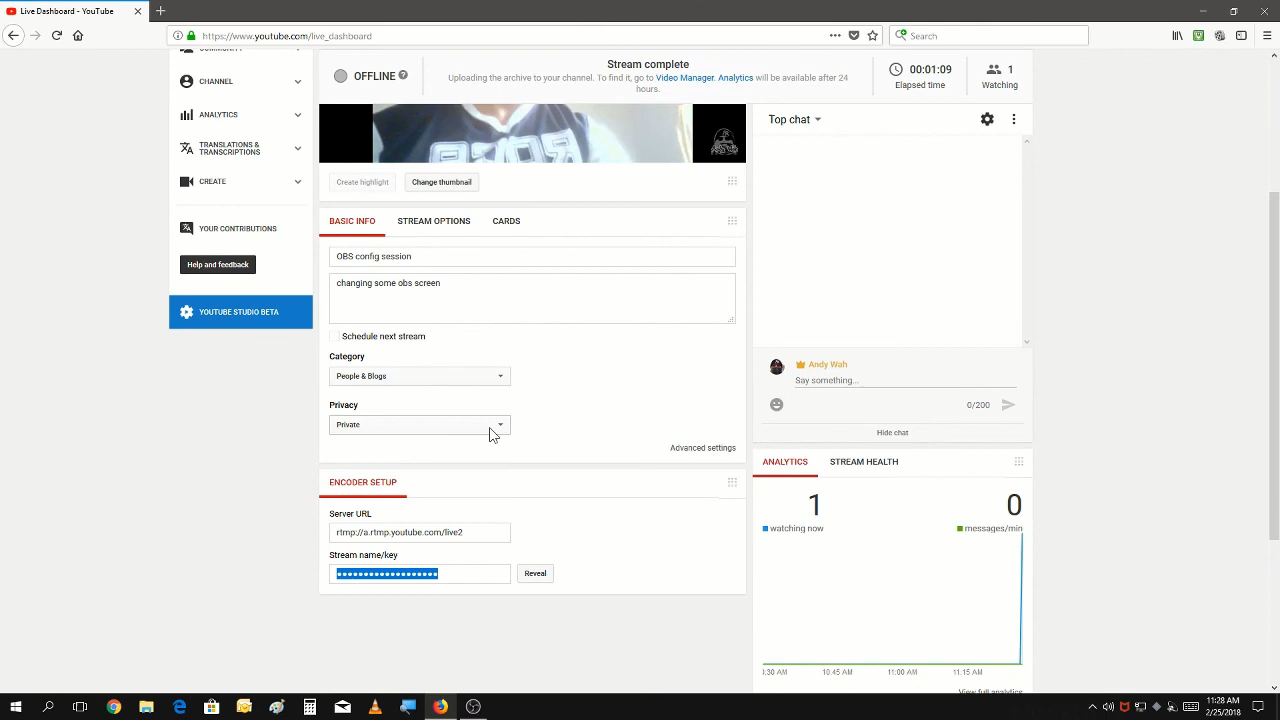 Live Dashboard - YouTube
https://www.youtube.com/live_dashboard
Search
COMMUNITY
CHANNEL
ANALYTICS
TRANSLATIONS &
TRANSCRIPTIONS
CREATE
YOUR CONTRIBUTIONS
Help and feedback
YOUTUBE STUDIO BETA
OFFLINE
Stream complete
Uploading the archive to your channel. To find it, go to Video Manager. Analytics will be available after 24
hours.
00:01:09
Elapsed time
1
Watching
Create highlight
Change thumbnail
BASIC INFO
STREAM OPTIONS
CARDS
OBS config session
changing some obs screen
Schedule next stream
Category
People & Blogs
Privacy
Private
Advanced settings
ENCODER SETUP
Server URL
rtmp://a.rtmp.youtube.com/live2
Stream name/key
Reveal
Top chat
Andy Wah
Say something...
0/200
Hide chat
ANALYTICS
STREAM HEALTH
1
watching now
0
messages/min
:30 AM
10:45 AM
11:00 AM
11:15 AM
View full analytics
11:28 AM
2/25/2018